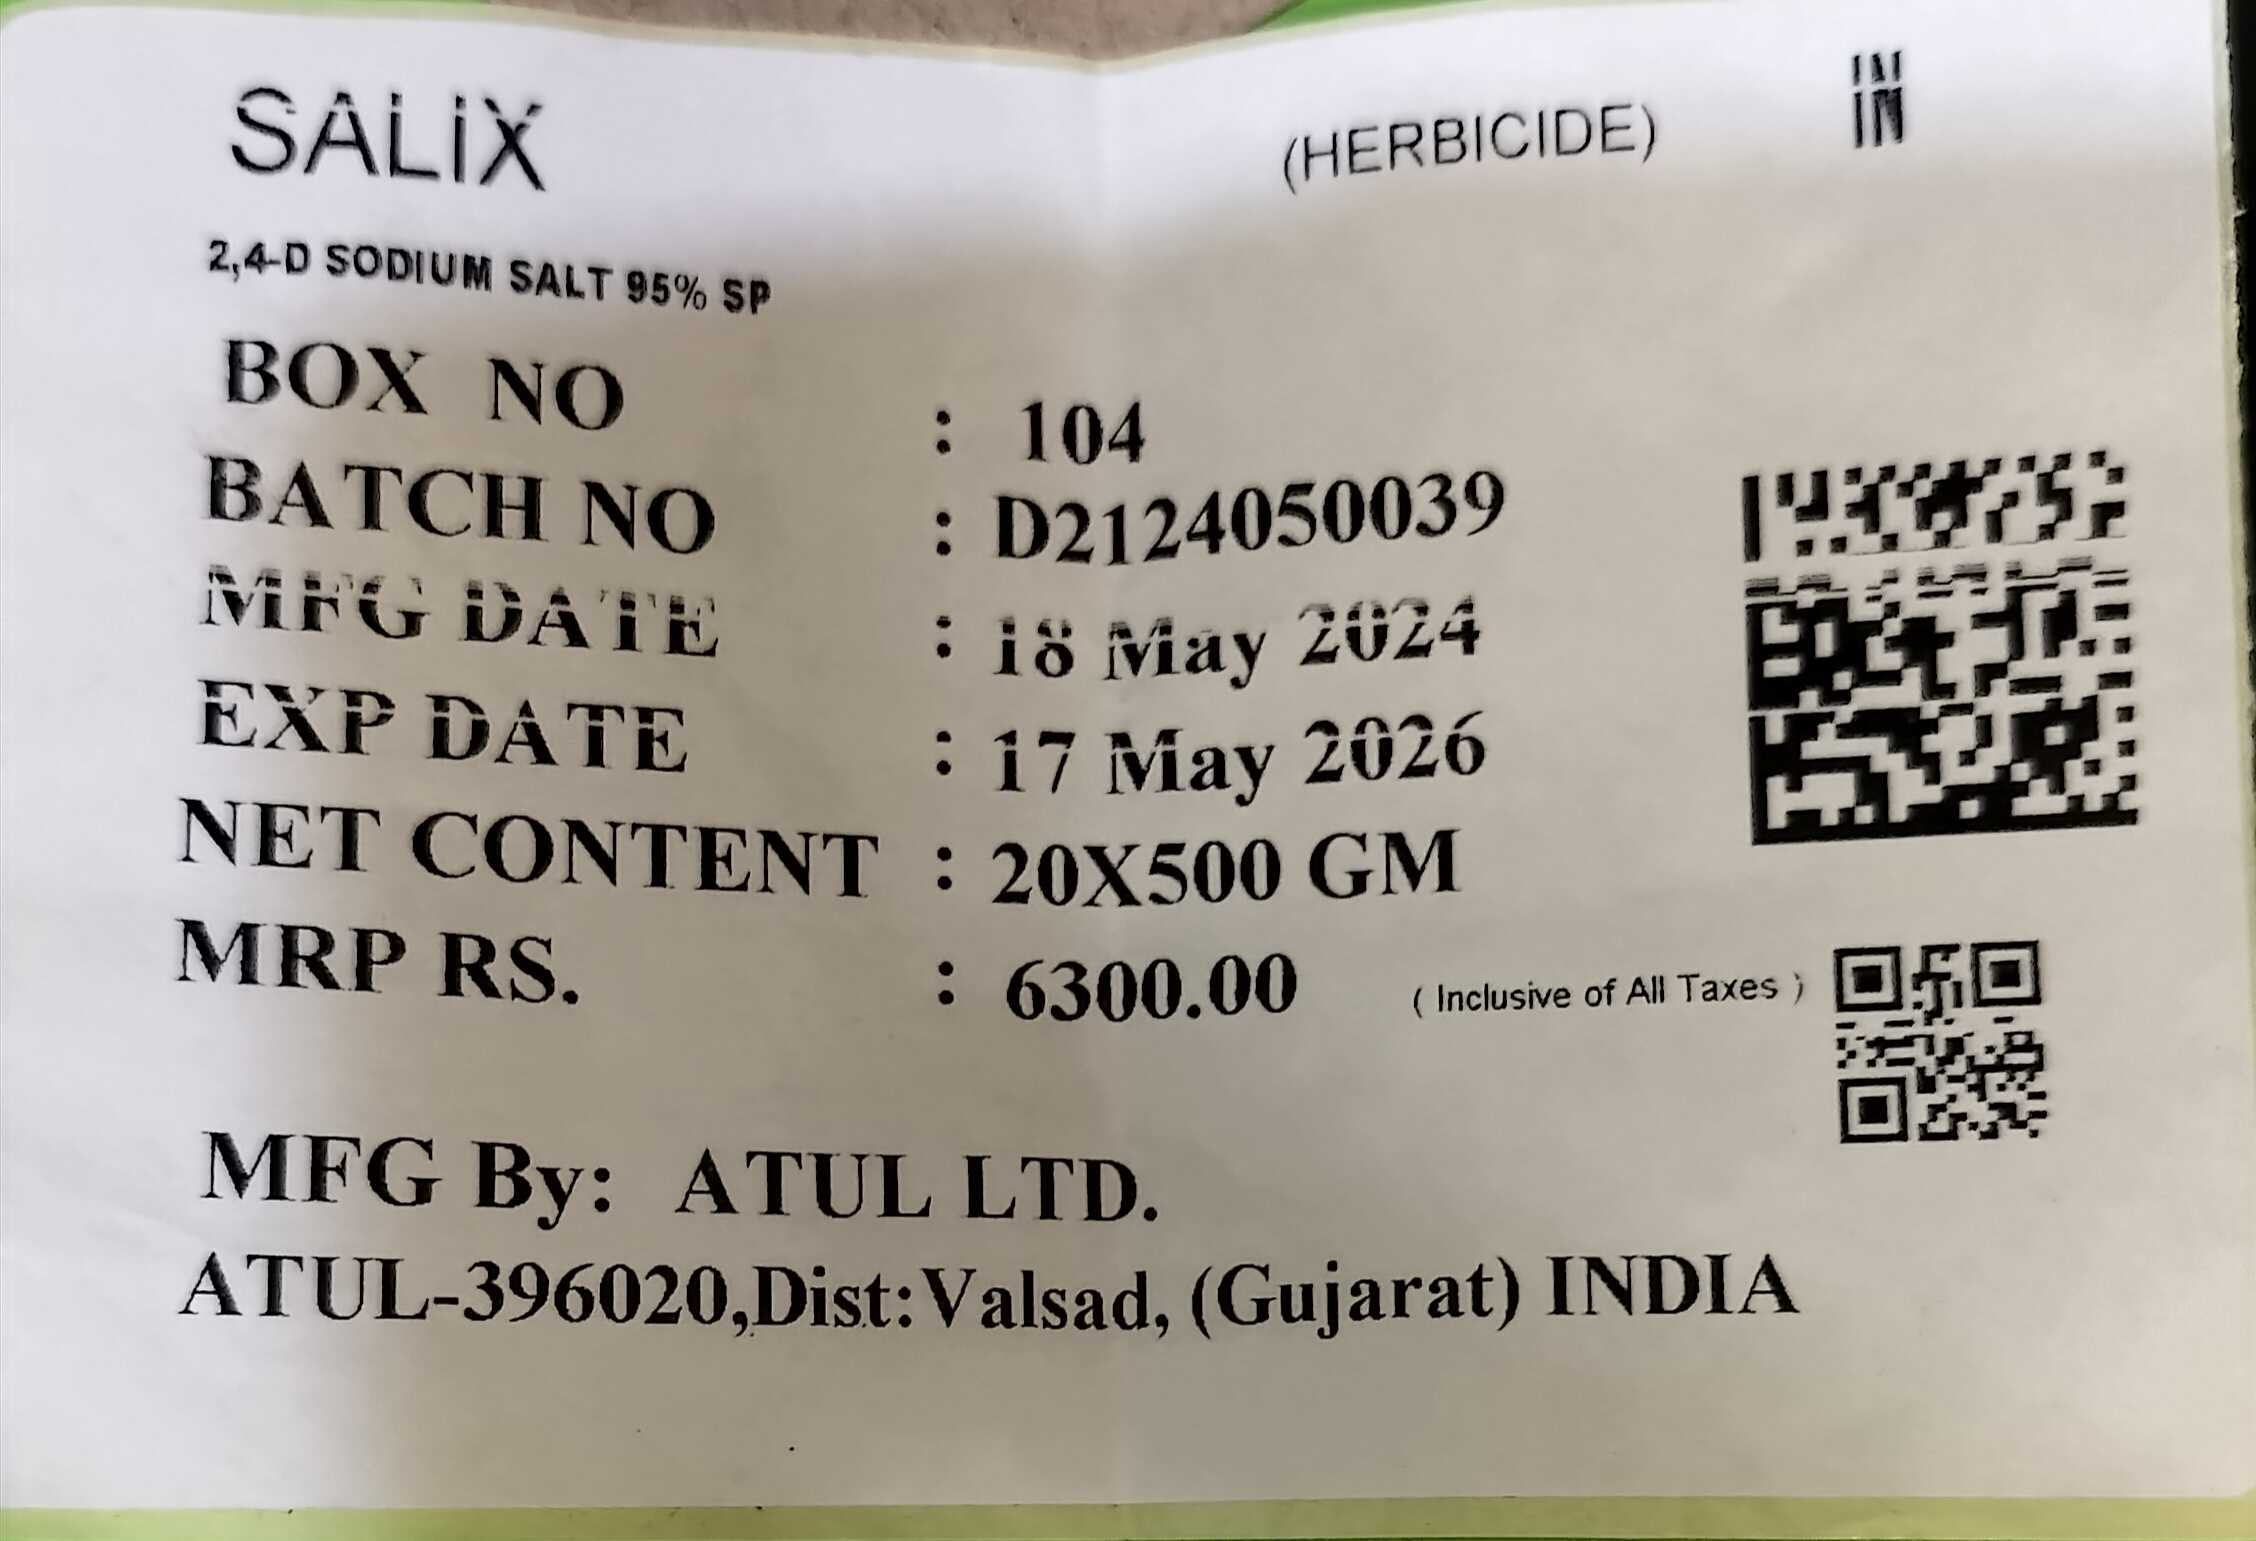 SALIX (HERBICIDE) IN
2,4-D SODIUM SALT 95% SP
BOX NO : 104
BATCH NO : D2124050039
MFG DATE : 18 May 2024
EXP DATE : 17 May 2026
NET CONTENT : 20X500 GM
MRP RS. : 6300.00 ( Inclusive of All Taxes )
MFG By: ATUL LTD.
ATUL-396020,Dist:Valsad, (Gujarat) INDIA